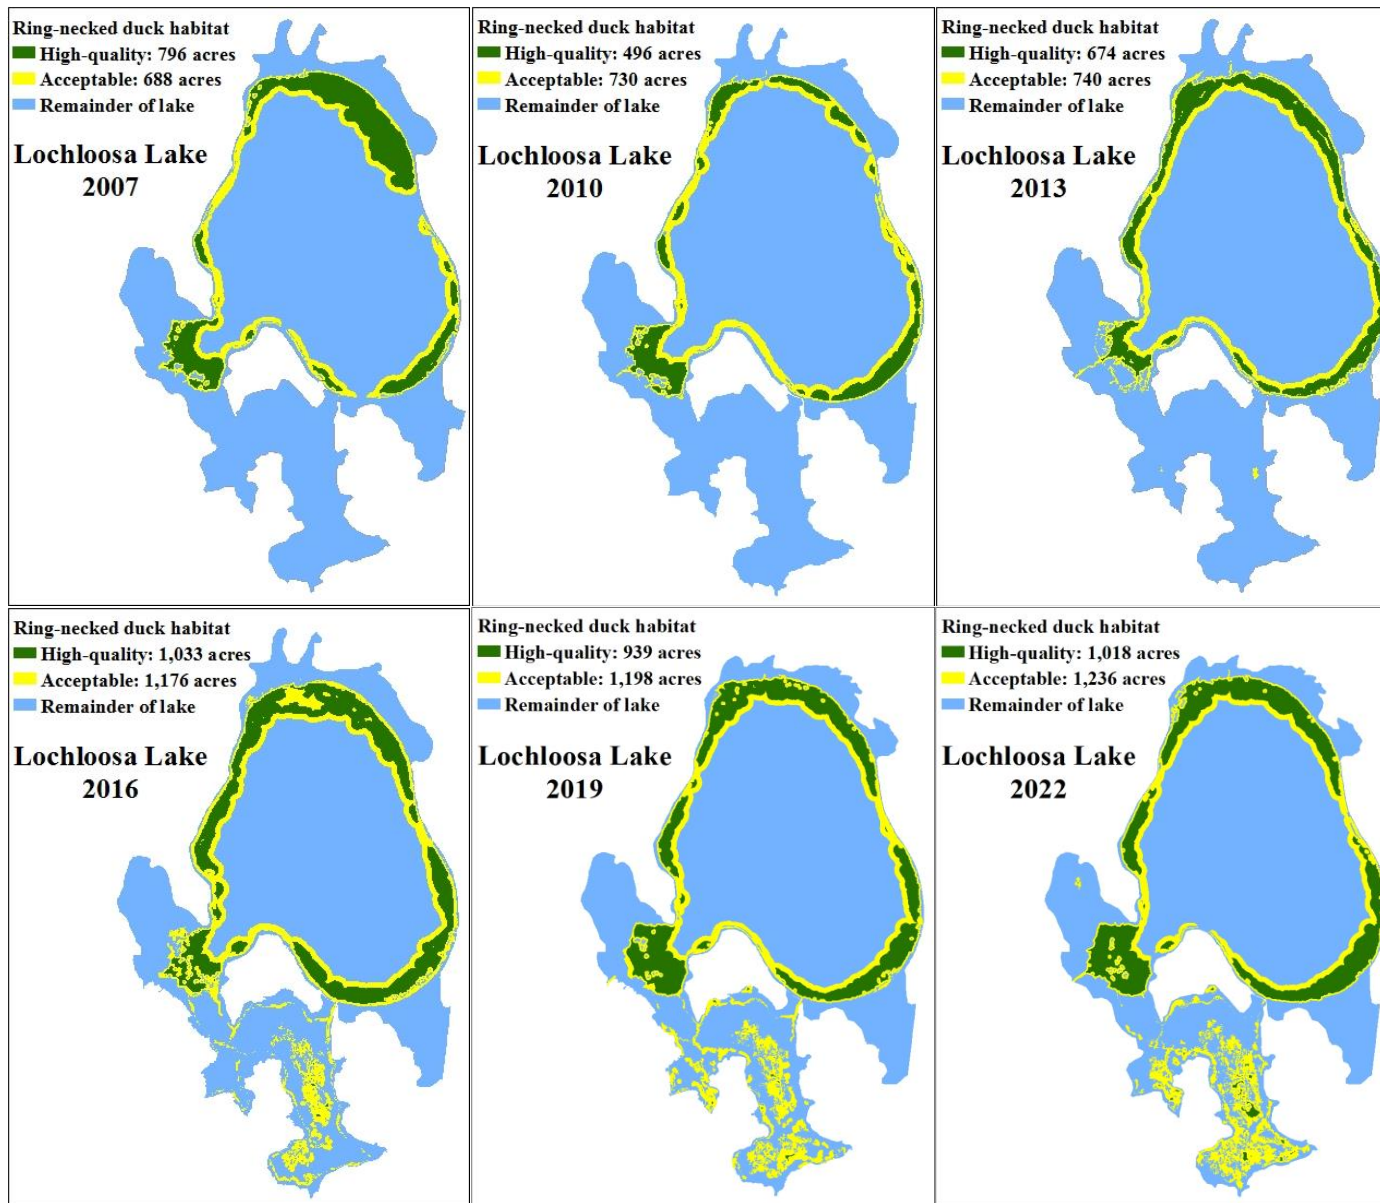 Ring-necked duck habitat
High-quality: 796 acres
Acceptable: 688 acres
Remainder of lake
Lochloosa Lake
2007
Ring-necked duck habitat
High-quality: 496 acres
Acceptable: 730 acres
Remainder of lake
Lochloosa Lake
2010
Ring-necked duck habitat
High-quality: 674 acres
Acceptable: 740 acres
Remainder of lake
Lochloosa Lake
2013
Ring-necked duck habitat
High-quality: 1,033 acres
Acceptable: 1,176 acres
Remainder of lake
Lochloosa Lake
2016
Ring-necked duck habitat
High-quality: 939 acres
Acceptable: 1,198 acres
Remainder of lake
Lochloosa Lake
2019
Ring-necked duck habitat
High-quality: 1,018 acres
Acceptable: 1,236 acres
Remainder of lake
Lochloosa Lake
2022